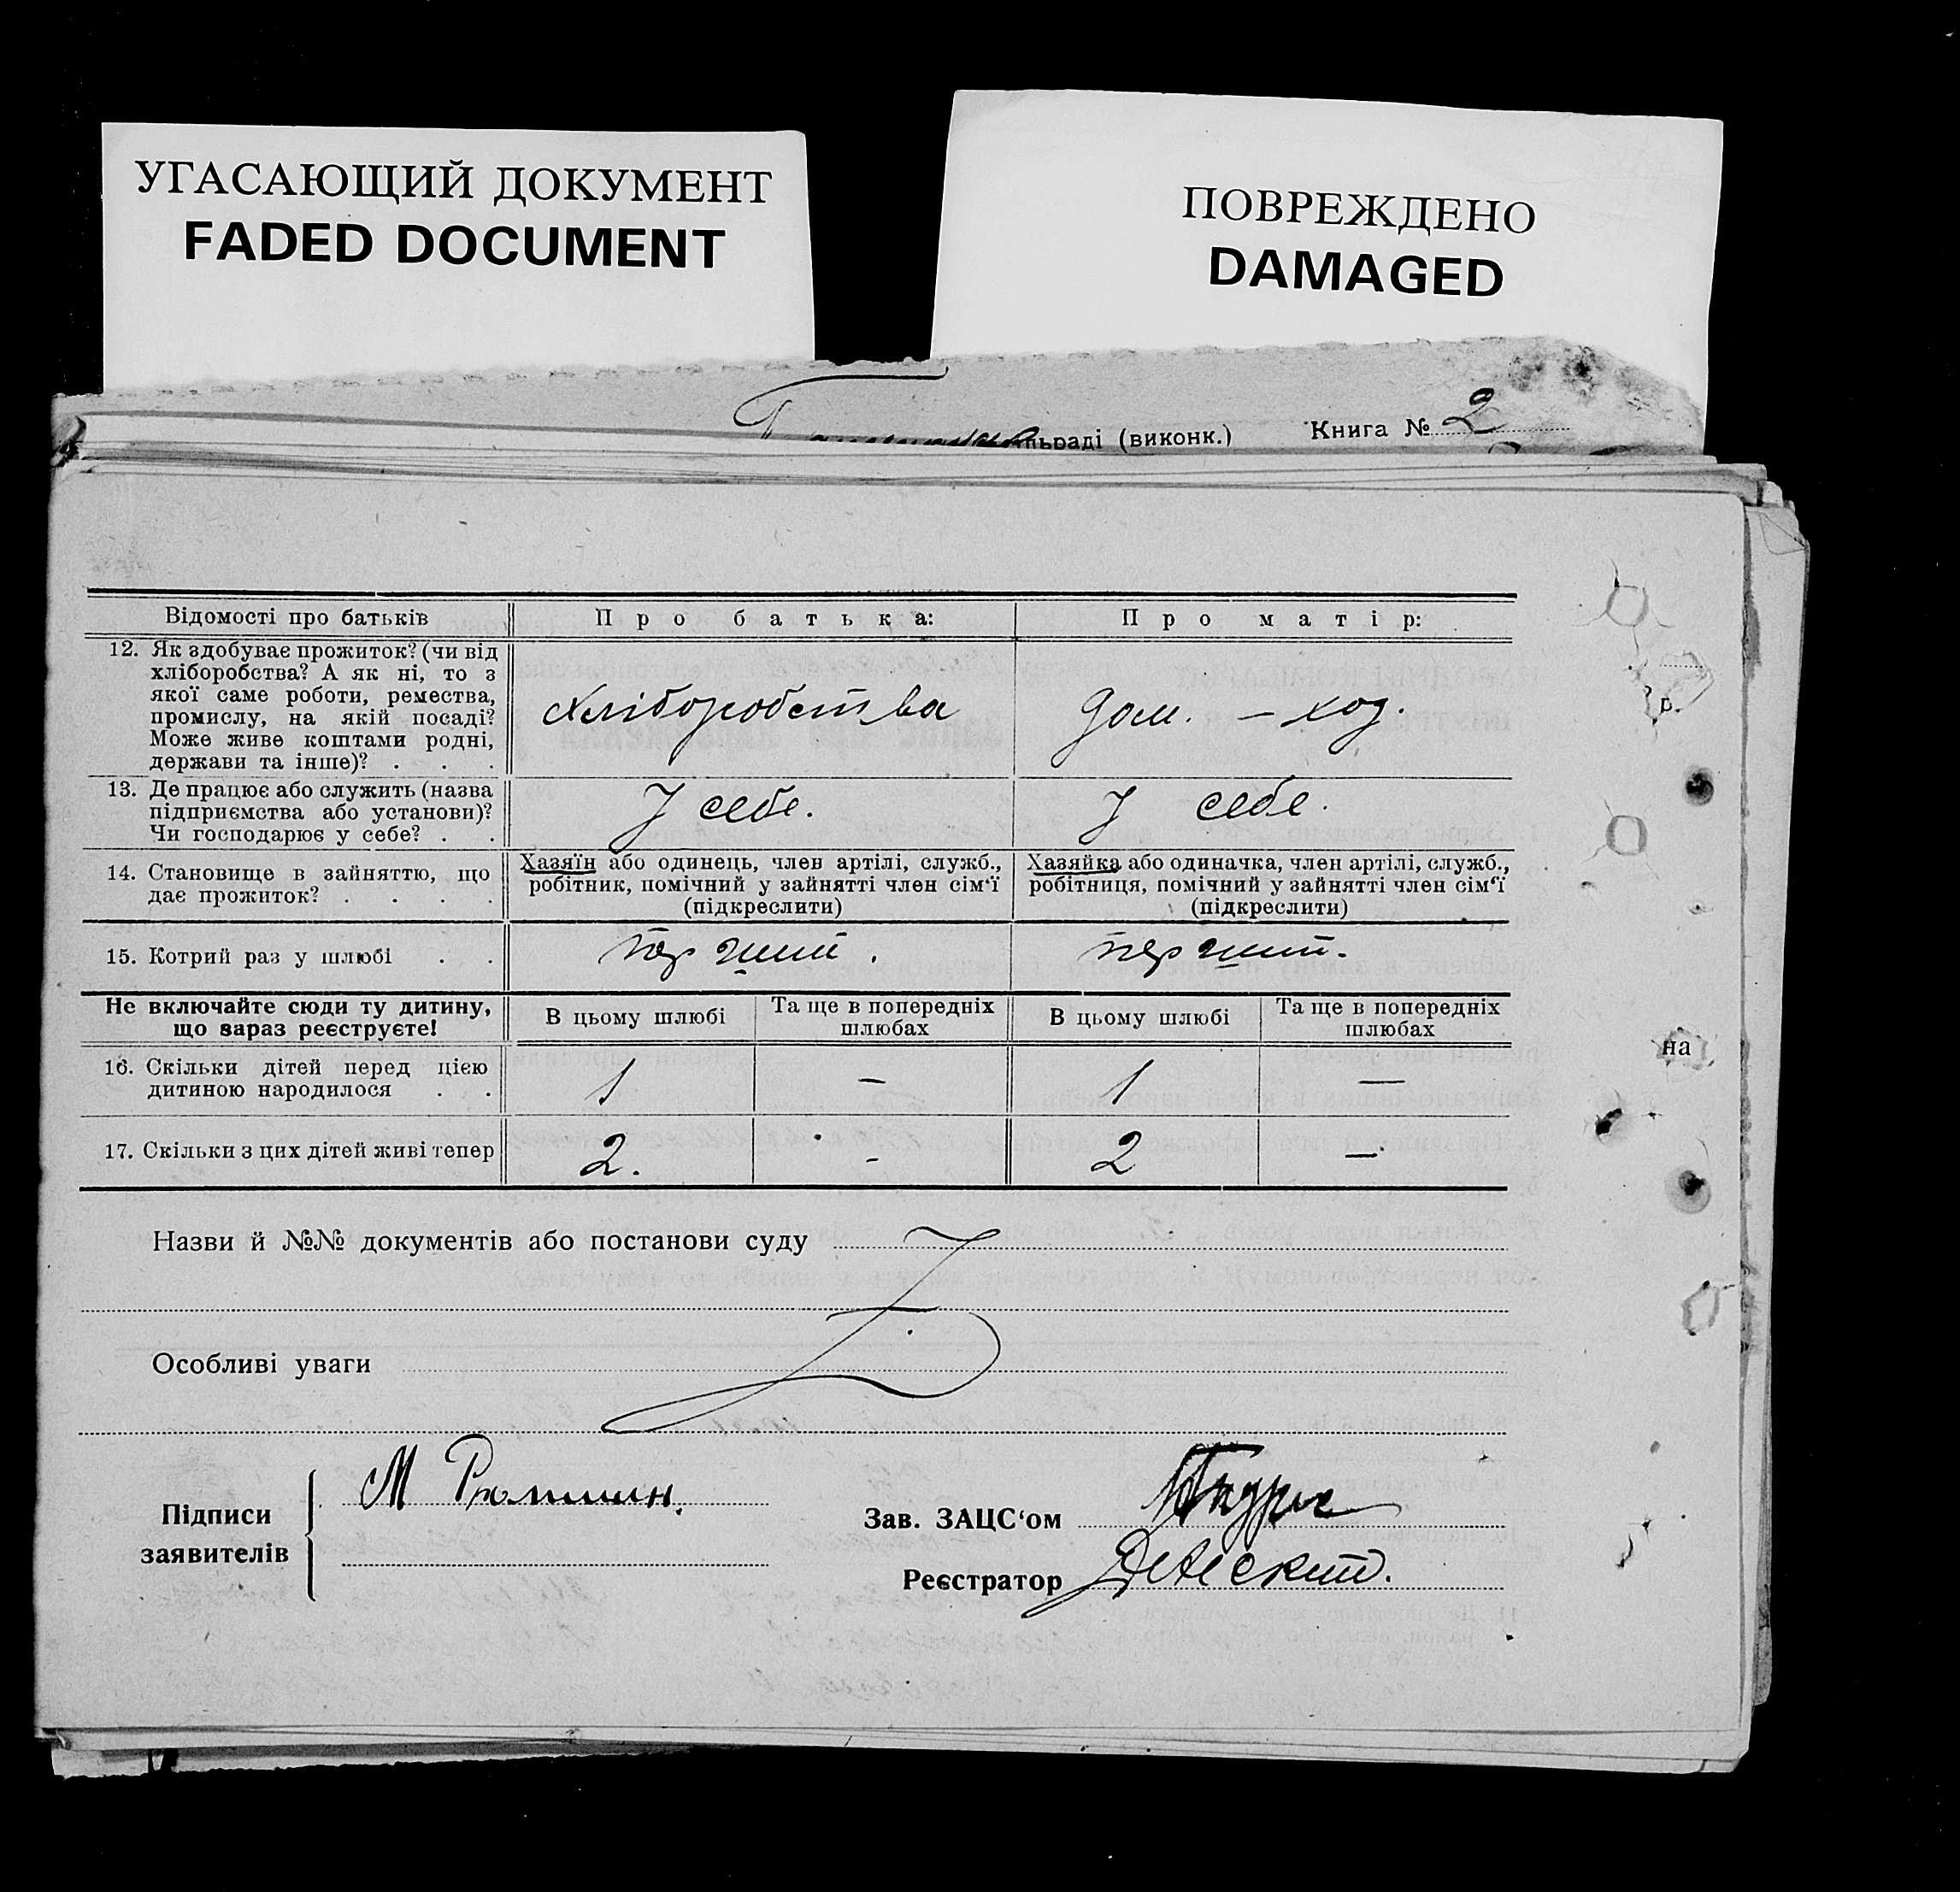 УГАСАЮЩИЙ ДОКУМЕНТ
FADED DOCUMENT
ПОВРЕЖДЕНО
DAMAGED
льраді (виконк.) Книга № 2
Відомості про батьків
Про батька:
Про матір:
12. Як здобуває прожиток? (чи від
хліборобства? А як ні, то з
якої саме роботи, ремества,
промислу, на якій посаді?
Може живе коштами родні,
держави та інше)? . . .
Хліборобства
дом. – ход.
13. Де працює або служить (назва
підприємства або установи)?
Чи господарює у себе? . .
У себе.
У себе.
14. Становище в зайняттю, що
дає прожиток? . . . .
Хазяїн або одинець, член артілі, служб.,
робітник, помічний у зайнятті член сім‘ї
(підкреслити)
Хазяйка або одиначка, член артілі, служб.,
робітниця, помічний у зайнятті член сім‘ї
(підкреслити)
15. Котрий раз у шлюбі . .
перший.
перший.
Не включайте сюди ту дитину,
що зараз реєструєте!
В цьому шлюбі
Та ще в попередніх
шлюбах
В цьому шлюбі
Та ще в попередніх
шлюбах
16. Скільки дітей перед цією
дитиною народилося . .
1 — 1 —
17. Скільки з цих дітей живі тепер
2. - 2 —
р.
на
Назви й №№ документів або постанови суду
Особливі уваги
Підписи
заявителів
М
Зав. ЗАЦС‘ом
Реєстратор